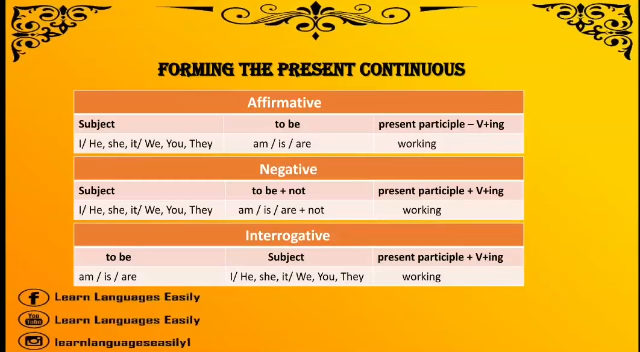 FORMING THE PRESENT CONTINUOUS
Affirmative
Subject to be present participle – V+ing
I/ He, she, it/ We, You, They am / is / are working
Negative
Subject to be + not present participle + V+ing
I/ He, she, it/ We, You, They am / is / are + not working
Interrogative
to be Subject present participle + V+ing
am / is / are I/ He, she, it/ We, You, They working
Learn Languages Easily
You Tube Learn Languages Easily
learnlanguageseasily1